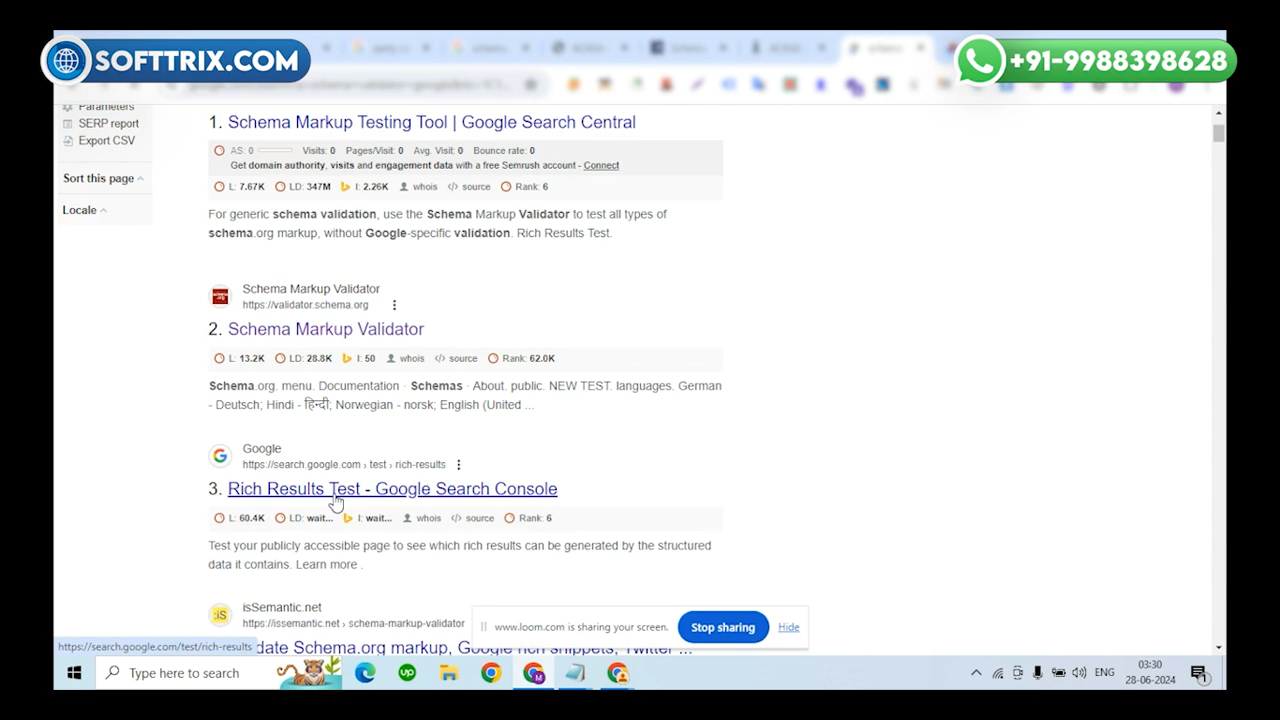 SOFTTRIX.COM
+91-9988398628
Parameters
SERP report
Export CSV
Sort this page
Locale
1. Schema Markup Testing Tool | Google Search Central
AS: 0 Visits: 0 Pages/Visit: 0 Avg. Visit: 0 Bounce rate: 0
Get domain authority, visits and engagement data with a free Semrush account - Connect
L: 7.67K LD: 347M I: 2.26K whois </> source Rank: 6
For generic schema validation, use the Schema Markup Validator to test all types of
schema.org markup, without Google-specific validation. Rich Results Test.
Schema Markup Validator
https://validator.schema.org
2. Schema Markup Validator
L: 13.2K LD: 28.8K I: 50 whois </> source Rank: 62.0K
Schema.org. menu. Documentation · Schemas · About. public. NEW TEST. languages. German
- Deutsch; Hindi - हिन्दी; Norwegian - norsk; English (United ...
Google
https://search.google.com › test › rich-results
3. Rich Results Test - Google Search Console
L: 60.4K LD: wait... I: wait... whois </> source Rank: 6
Test your publicly accessible page to see which rich results can be generated by the structured
data it contains. Learn more .
:iS
isSemantic.net
https://issemantic.net › schema-markup-validator
www.loom.com is sharing your screen.
Stop sharing
Hide
https://search.google.com/test/rich-results
date Schema.org markup, Google rich snippets, Twitter ...
Type here to search
up
M
ENG
03:30
28-06-2024
1